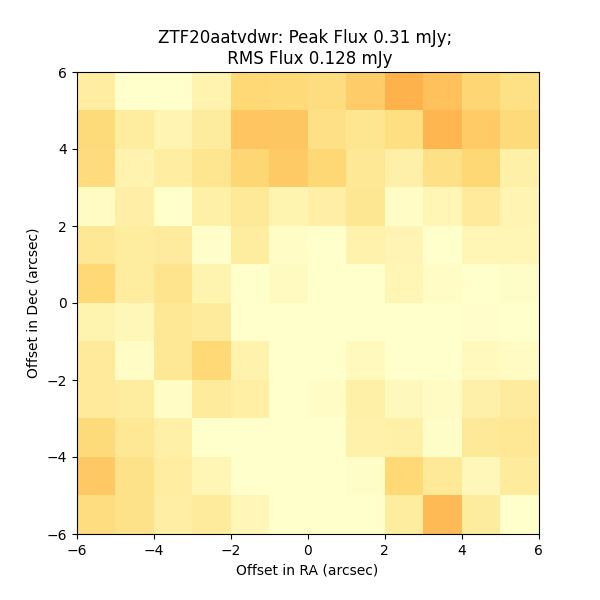 ZTF20aatvdwr: Peak Flux 0.31 mJy;
RMS Flux 0.128 mJy
6
4
2
0
−2
−4
−6
Offset in Dec (arcsec)
−6 −4 −2 0 2 4 6
Offset in RA (arcsec)